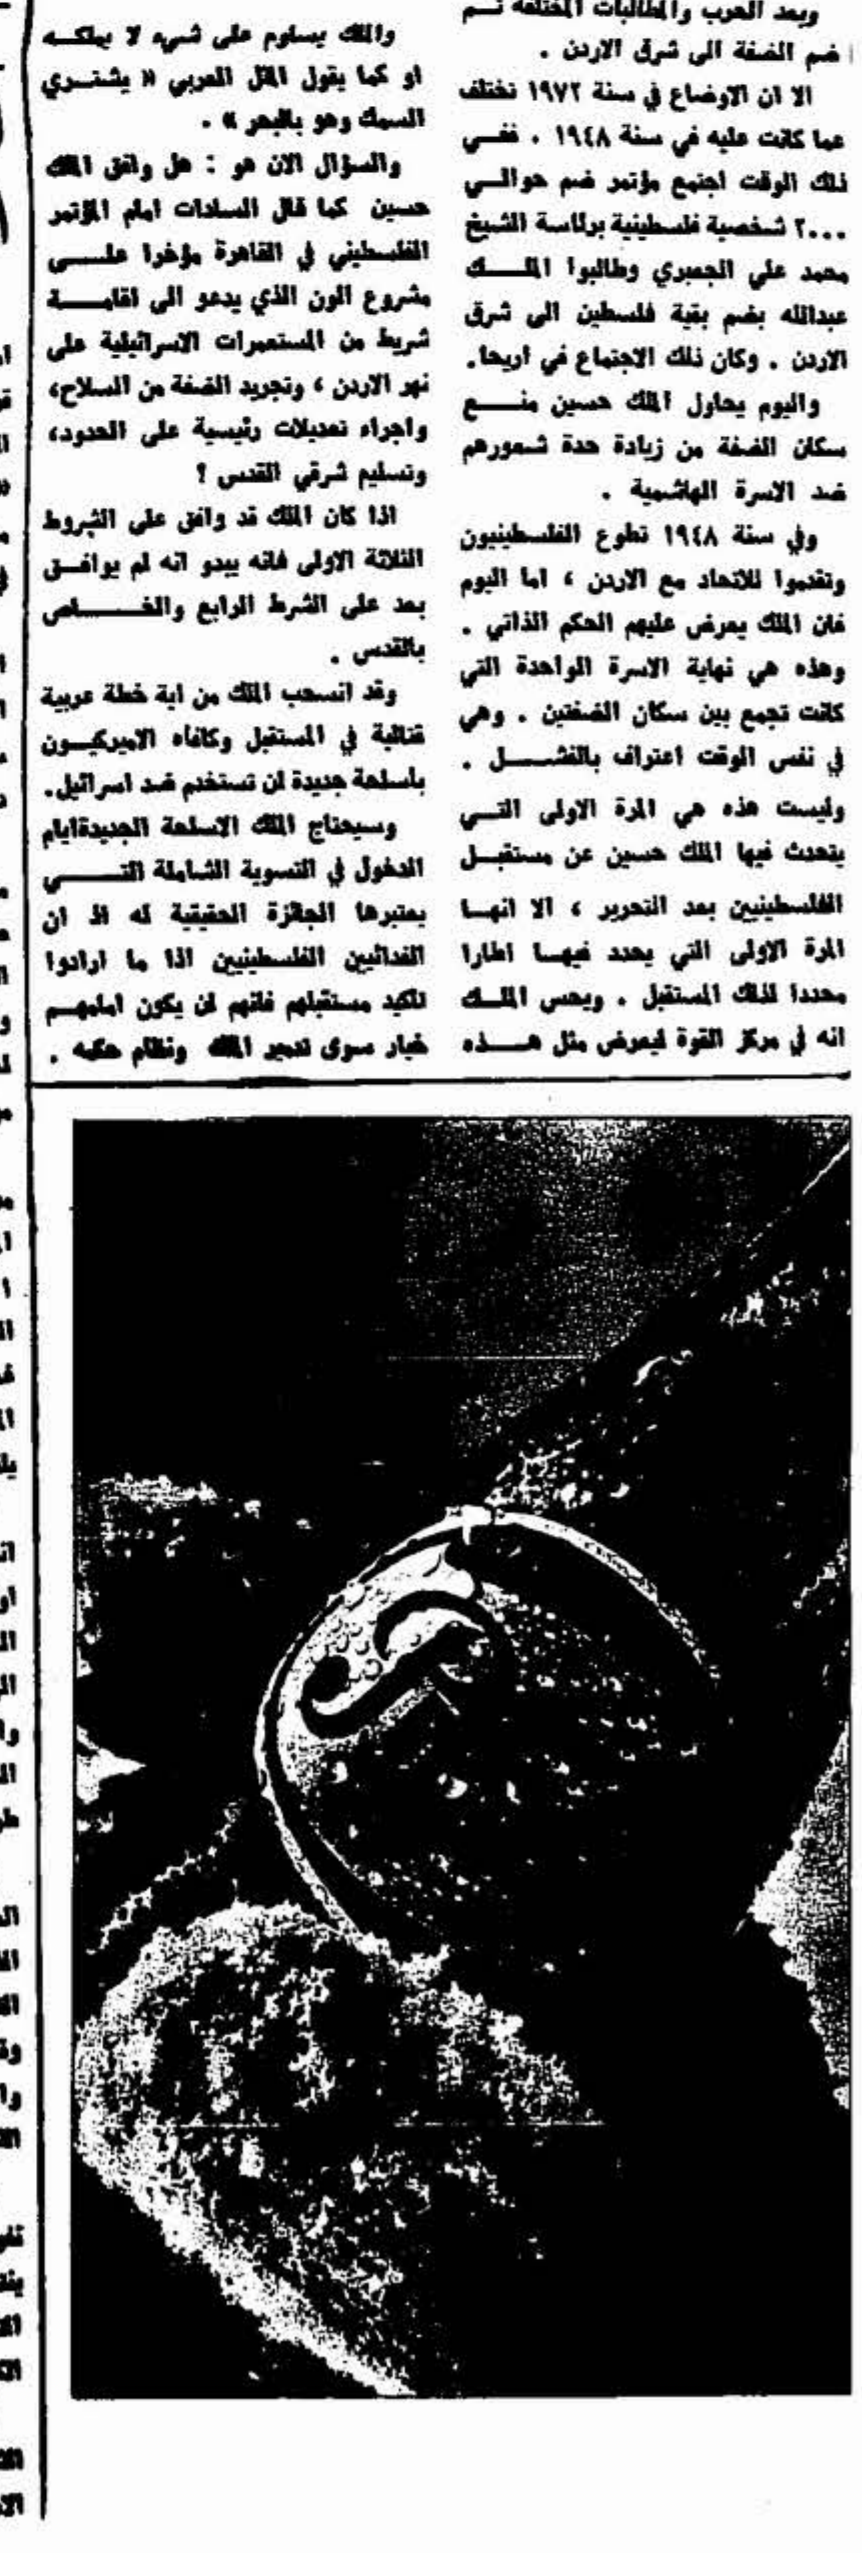 وبعد الحرب والمطالبات المختلفة تم
ضم الضفة الى شرق الاردن .
الا ان الاوضاع في سنة ١٩٧٢ تختلف
عما كانت عليه في سنة ١٩٤٨ . ففي
ذلك الوقت اجتمع مؤتمر ضم حوالي
٢٠٠٠ شخصية فلسطينية برئاسة الشيخ
محمد علي الجعبري وطالبوا الملك
عبدالله بضم بقية فلسطين الى شرق
الاردن . وكان ذلك الاجتماع في اريحا.
واليوم يحاول الملك حسين منع
سكان الضفة من زيادة حدة شعورهم
ضد الاسرة الهاشمية .
وفي سنة ١٩٤٨ تطوع الفلسطينيون
وتقدموا للاتحاد مع الاردن ، اما اليوم
فان الملك يعرض عليهم الحكم الذاتي .
وهذه هي نهاية الاسرة الواحدة التي
كانت تجمع بين سكان الضفتين . وهي
في نفس الوقت اعتراف بالفشل .
وليست هذه هي المرة الاولى التي
يتحدث فيها الملك حسين عن مستقبل
الفلسطينيين بعد التحرير ، الا انها
المرة الاولى التي يحدد فيها اطارا
محددا لذلك المستقبل . ويحس الملك
انه في مركز القوة ليعرض مثل هذه
والملك يساوم على شيء لا يملكه
او كما يقول المثل العربي « يشتري
السمك وهو بالبحر » .
والسؤال الان هو : هل وافق الملك
حسين كما قال السادات امام المؤتمر
الفلسطيني في القاهرة مؤخرا على
مشروع الون الذي يدعو الى اقامة
شريط من المستعمرات الاسرائيلية على
نهر الاردن ، وتجريد الضفة من السلاح،
واجراء تعديلات رئيسية على الحدود،
وتسليم شرقي القدس ؟
اذا كان الملك قد وافق على الشروط
الثلاثة الاولى فانه يبدو انه لم يوافق
بعد على الشرط الرابع والخاص
بالقدس .
وقد انسحب الملك من اية خطة عربية
قتالية في المستقبل وكافاه الاميركيون
باسلحة جديدة لن تستخدم ضد اسرائيل.
وسيحتاج الملك الاسلحة الجديدةايام
الدخول في التسوية الشاملة التي
يعتبرها الجائزة الحقيقية له اذ ان
الفدائيين الفلسطينيين اذا ما ارادوا
تاكيد مستقبلهم فانهم لن يكون امامهم
خيار سوى تدمير الملك ونظام حكمه .